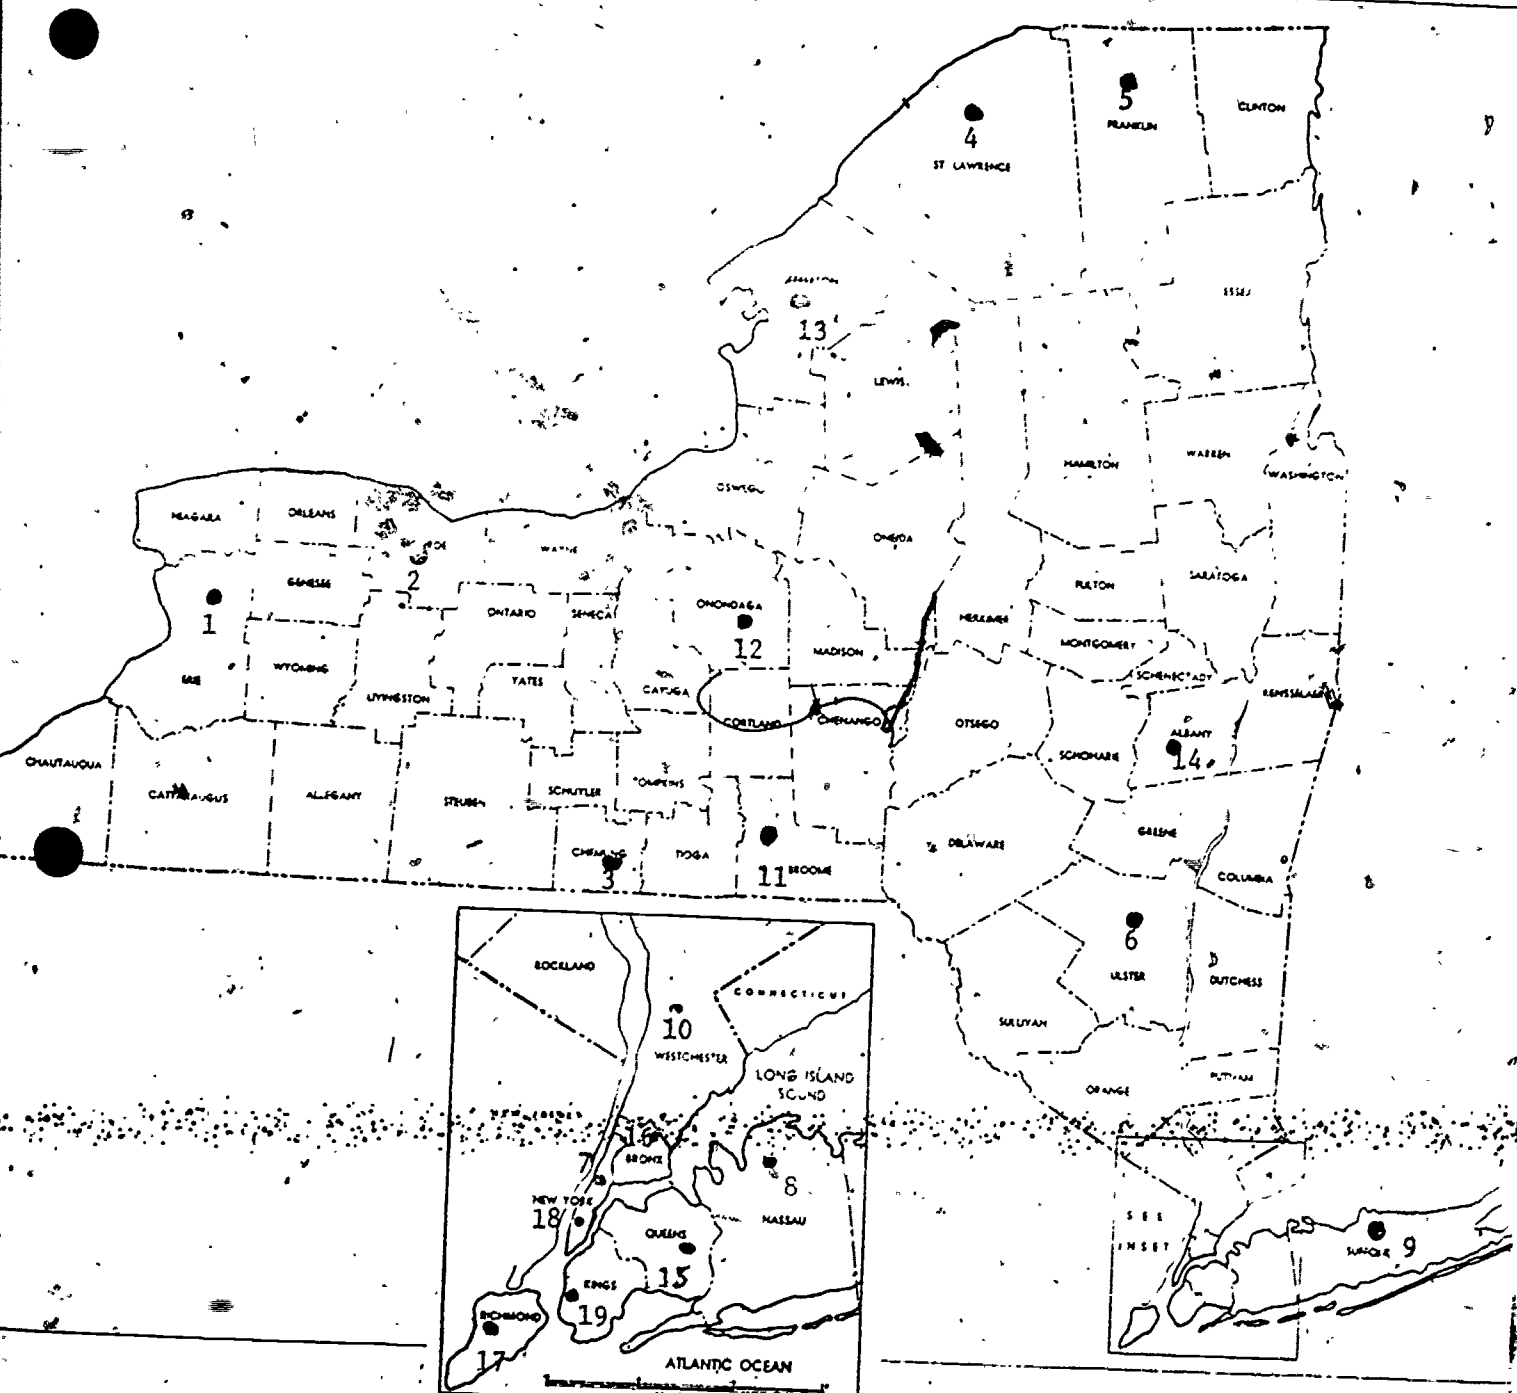 5
CLINTON
FRANKLIN
4
ST LAWRENCE
ESSEX
13
LEWIS
HAMILTON
WARREN
WASHINGTON
OSWEGO
NIAGARA
ORLEANS
WAYNE
ONEIDA
2
GENESEE
FULTON
SARATOGA
1
ONTARIO
SENECA
ONONDAGA
12
HERKIMER
MONTGOMERY
MADISON
ERIE
WYOMING
YATES
SCHENECTADY
LIVINGSTON
CAYUGA
RENSSELAER
CORTLAND
CHENANGO
OTSEGO
ALBANY
14
SCHOHARIE
CHAUTAUQUA
CATTARAUGUS
ALLEGANY
STEUBEN
SCHUYLER
TOMPKINS
GREENE
DELAWARE
CHEMUNG
3
TIOGA
11
BROOME
COLUMBIA
6
ULSTER
DUTCHESS
SULLIVAN
ORANGE
PUTNAM
ROCKLAND
CONNECTICUT
10
WESTCHESTER
LONG ISLAND
SOUND
NEW JERSEY
16
BRONX
7
8
NEW YORK
18
NASSAU
QUEENS
15
KINGS
19
RICHMOND
17
ATLANTIC OCEAN
SEE
INSET
SUFFOLK 9